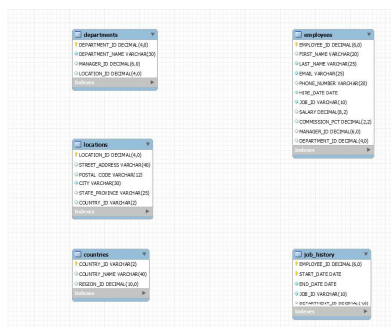 departments
DEPARTMENT_ID DECIMAL(4,0)
DEPARTMENT_NAME VARCHAR(30)
MANAGER_ID DECIMAL(6,0)
LOCATION_ID DECIMAL(4,0)
Indexes
employees
EMPLOYEE_ID DECIMAL(6,0)
FIRST_NAME VARCHAR(20)
LAST_NAME VARCHAR(25)
EMAIL VARCHAR(25)
PHONE_NUMBER VARCHAR(20)
HIRE_DATE DATE
JOB_ID VARCHAR(10)
SALARY DECIMAL(8,2)
COMMISSION_PCT DECIMAL(2,2)
MANAGER_ID DECIMAL(6,0)
DEPARTMENT_ID DECIMAL(4,0)
Indexes
locations
LOCATION_ID DECIMAL(4,0)
STREET_ADDRESS VARCHAR(40)
POSTAL_CODE VARCHAR(12)
CITY VARCHAR(30)
STATE_PROVINCE VARCHAR(25)
COUNTRY_ID VARCHAR(2)
Indexes
countries
COUNTRY_ID VARCHAR(2)
COUNTRY_NAME VARCHAR(40)
REGION_ID DECIMAL(10,0)
Indexes
job_history
EMPLOYEE_ID DECIMAL(6,0)
START_DATE DATE
END_DATE DATE
JOB_ID VARCHAR(10)
DEPARTMENT_ID DECIMAL(4,0)
Indexes